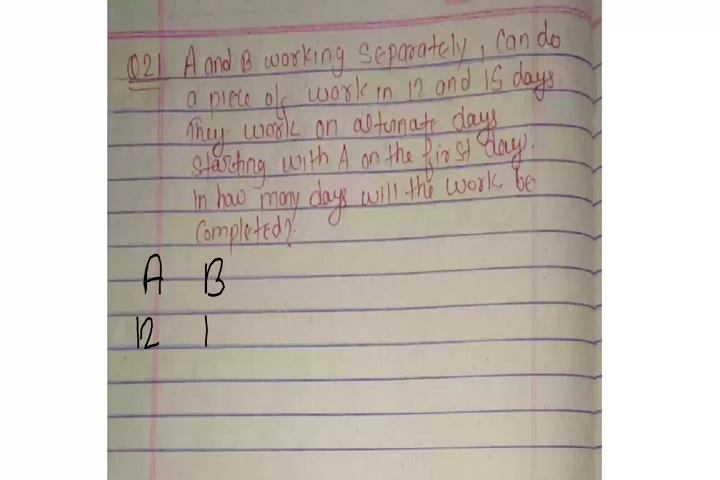 Q2] A and B working separately, can do
a piece of work in 12 and 15 days
They work on alternate days
starting with A on the first day.
In how many days will the work be
completed?
A B
12 1